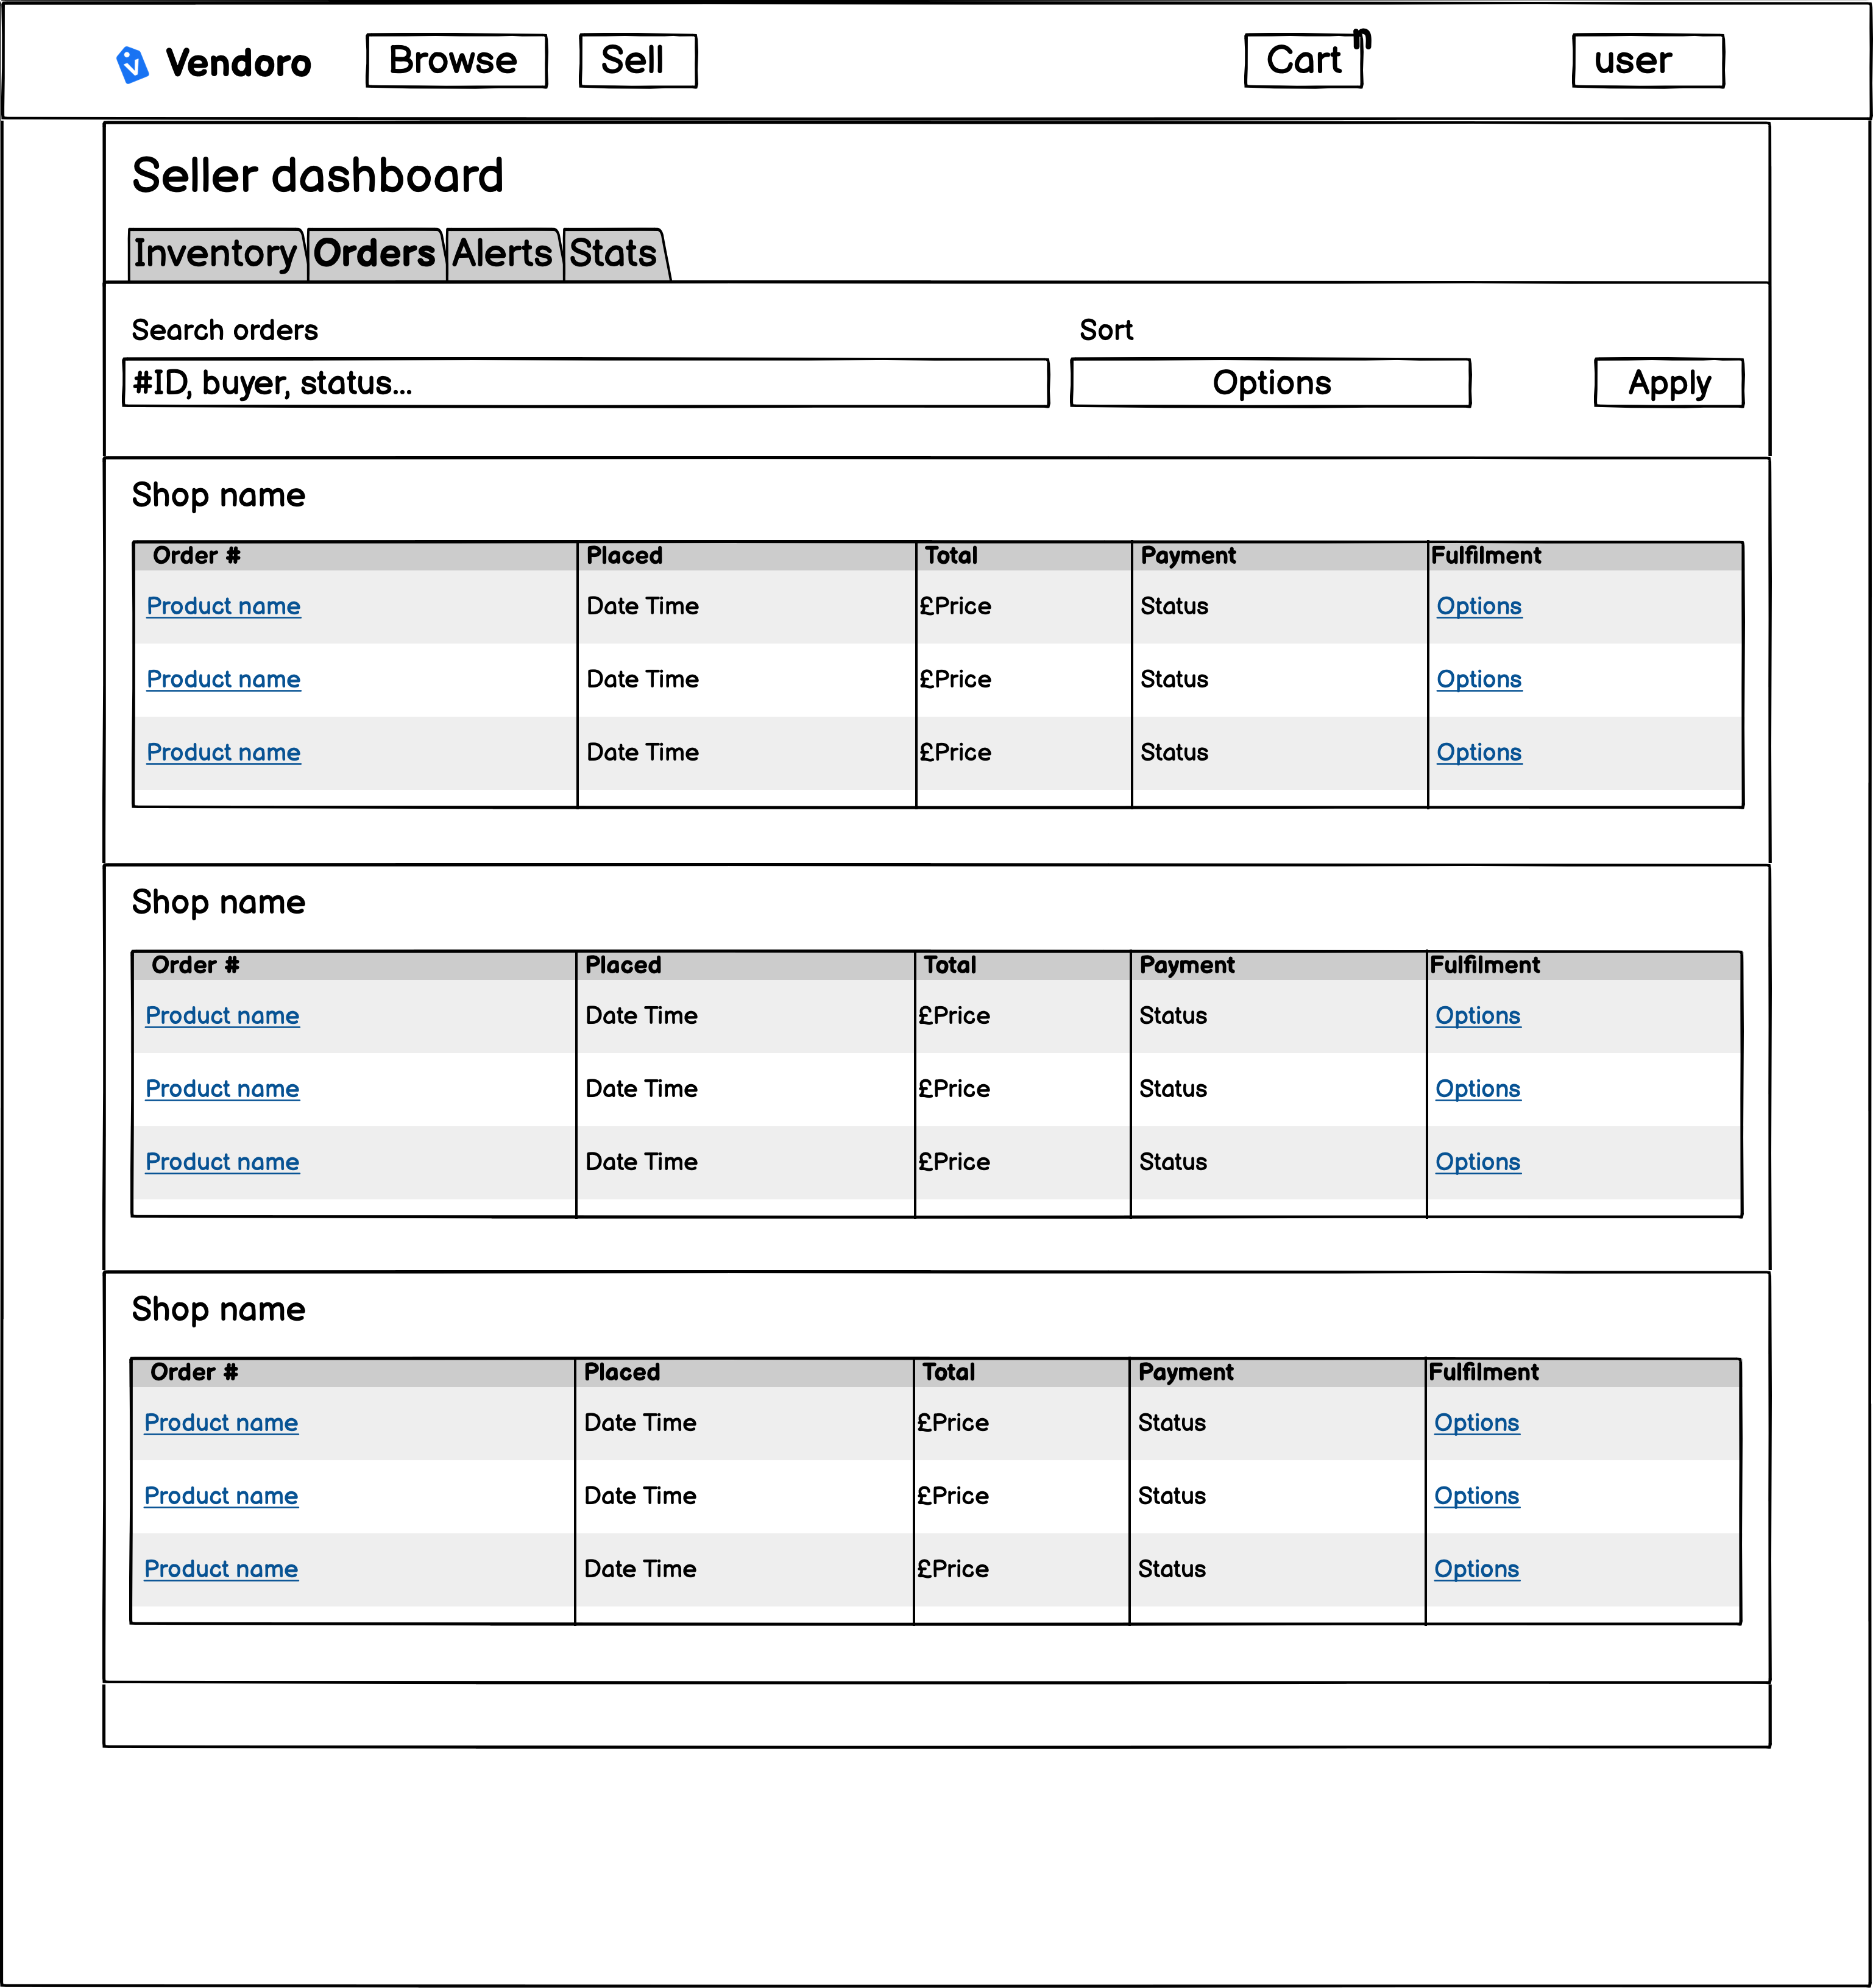 Vendoro Browse Sell Cart n user
Seller dashboard
Inventory Orders Alerts Stats
Search orders Sort
#ID, buyer, status... Options Apply
Shop name
Order # Placed Total Payment Fulfilment
Product name Date Time £Price Status Options
Product name Date Time £Price Status Options
Product name Date Time £Price Status Options
Shop name
Order # Placed Total Payment Fulfilment
Product name Date Time £Price Status Options
Product name Date Time £Price Status Options
Product name Date Time £Price Status Options
Shop name
Order # Placed Total Payment Fulfilment
Product name Date Time £Price Status Options
Product name Date Time £Price Status Options
Product name Date Time £Price Status Options